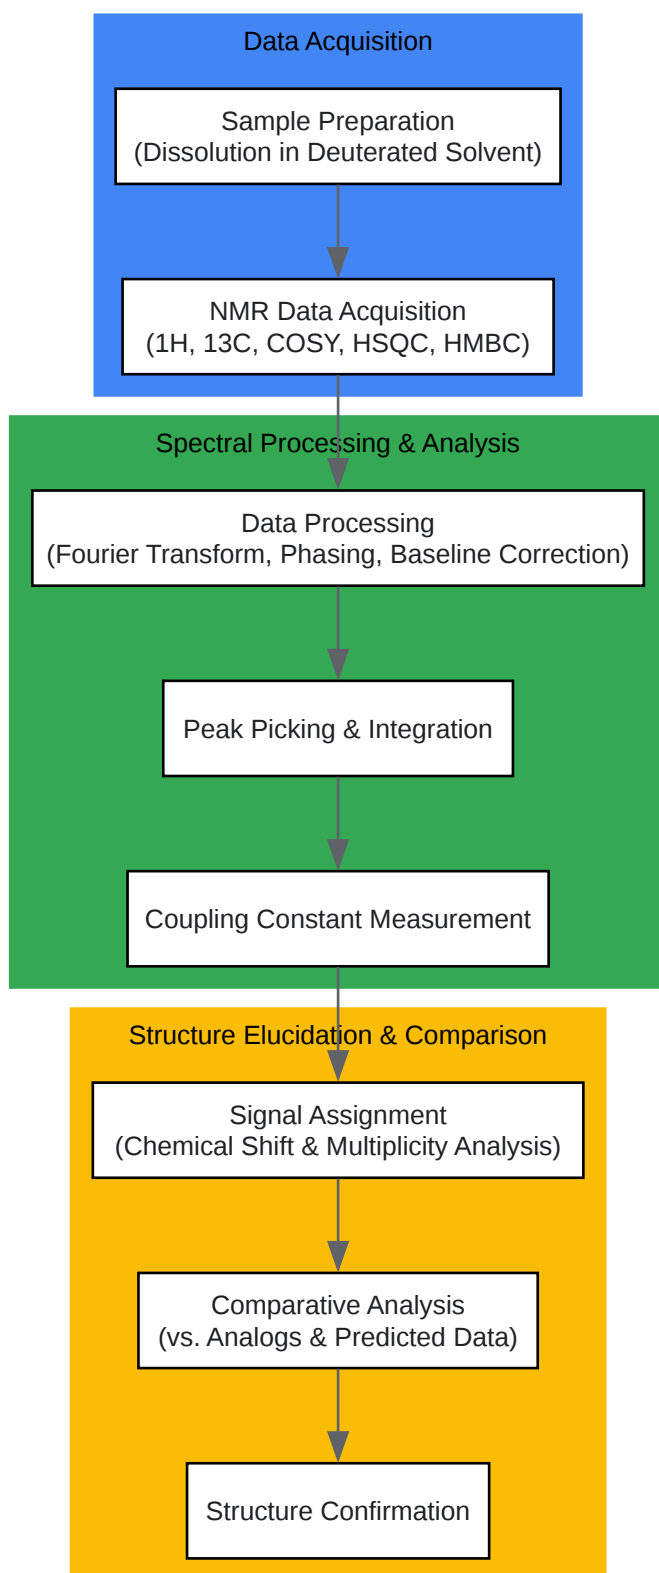 Data Acquisition
Sample Preparation
(Dissolution in Deuterated Solvent)
NMR Data Acquisition
(1H, 13C, COSY, HSQC, HMBC)
Spectral Processing & Analysis
Data Processing
(Fourier Transform, Phasing, Baseline Correction)
Peak Picking & Integration
Coupling Constant Measurement
Structure Elucidation & Comparison
Signal Assignment
(Chemical Shift & Multiplicity Analysis)
Comparative Analysis
(vs. Analogs & Predicted Data)
Structure Confirmation